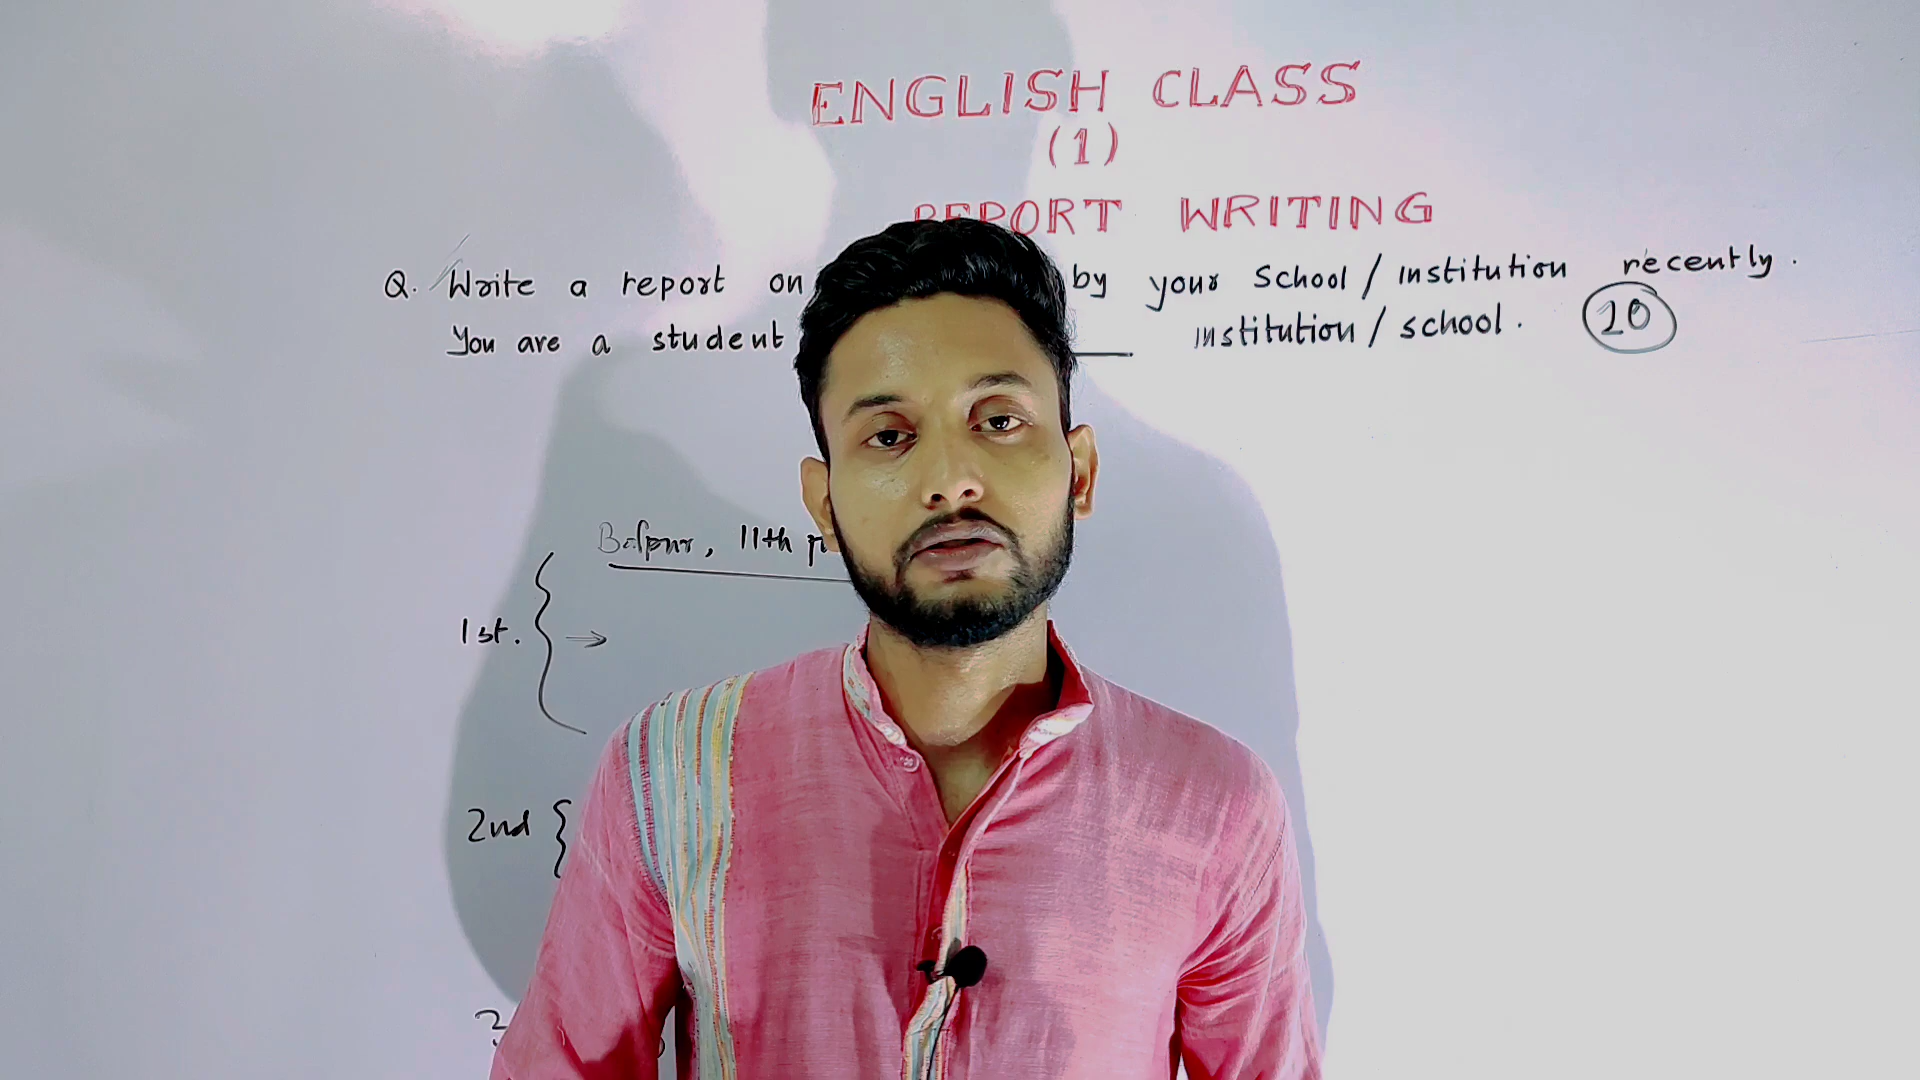 ENGLISH CLASS
(1)
REPORT WRITING
Q. Write a report on by your School / institution recently.
You are a student institution / school. 10
11th
1st. →
2nd